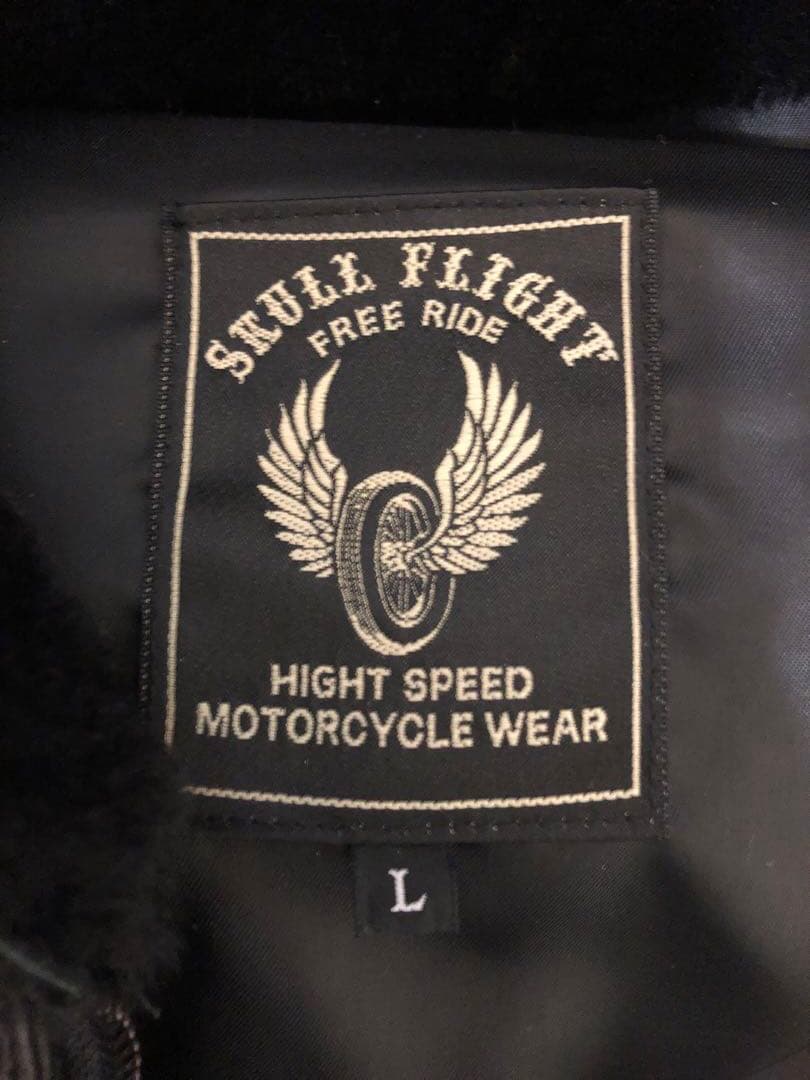 SKULL FLIGHT
FREE RIDE
HIGHT SPEED
MOTORCYCLE WEAR
L